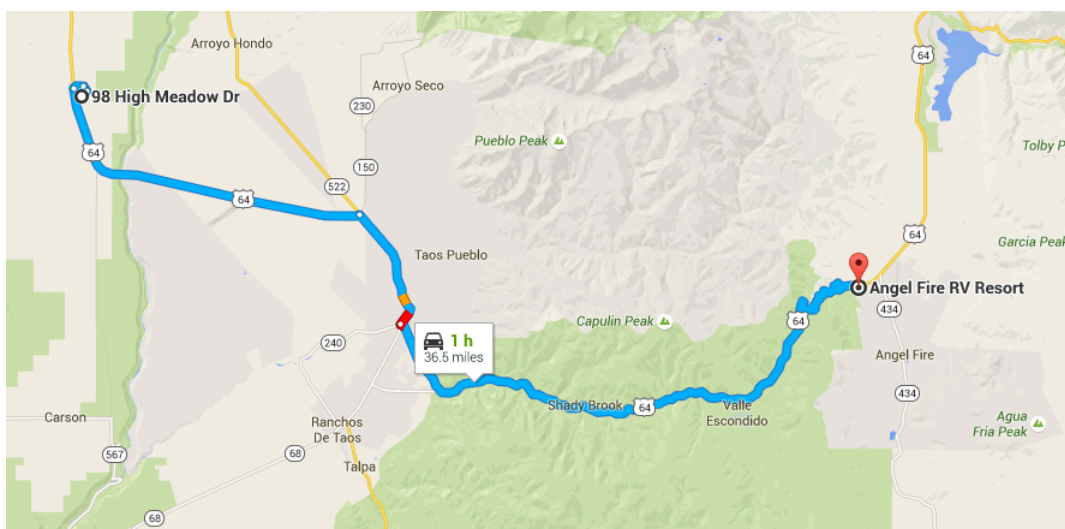 Arroyo Hondo
64
98 High Meadow Dr
Arroyo Seco
230
Pueblo Peak
Tolby P
64
150
522
64
64
Garcia Peak
Taos Pueblo
Angel Fire RV Resort
434
Capulin Peak
64
240
1 h
36.5 miles
Angel Fire
Shady Brook
64
Valle
Escondido
434
Carson
Ranchos
De Taos
Agua
Fria Peak
567
68
Talpa
68